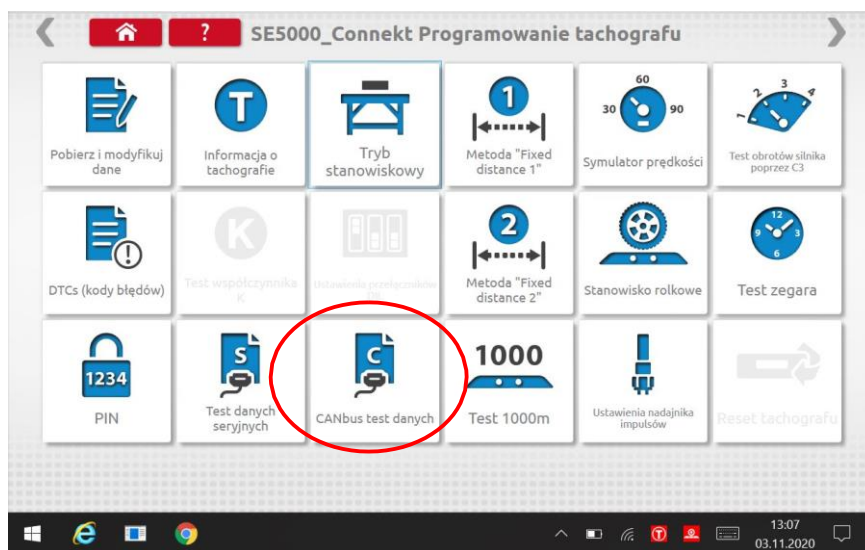 ? SE5000_Connekt Programowanie tachografu
Pobierz i modyfikuj
dane
T
Informacja o
tachografie
Tryb
stanowiskowy
1
Metoda "Fixed
distance 1"
30 60 90
Symulator prędkości
1 2 3 4
Test obrotów silnika
poprzez C3
DTCs (kody błędów)
K
Test współczynnika
K
Ustawienia przełączników
2
Metoda "Fixed
distance 2"
Stanowisko rolkowe
12
9 3
6
Test zegara
1234
PIN
S
Test danych
seryjnych
C
CANbus test danych
1000
Test 1000m
Ustawienia nadajnika
impulsów
Reset tachografu
T
13:07
03.11.2020